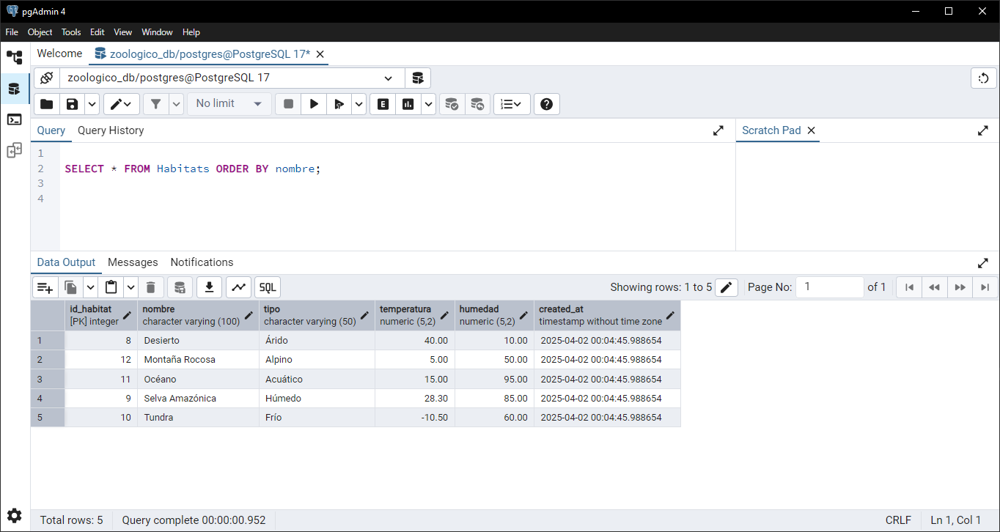 pgAdmin 4
File Object Tools Edit View Window Help
Welcome zoologico_db/postgres@PostgreSQL 17*
zoologico_db/postgres@PostgreSQL 17
No limit E
Query Query History Scratch Pad
1
2 SELECT * FROM Habitats ORDER BY nombre;
3
4
Data Output Messages Notifications
SQL Showing rows: 1 to 5 Page No: 1 of 1
id_habitat nombre tipo temperatura humedad created_at
[PK] integer character varying (100) character varying (50) numeric (5,2) numeric (5,2) timestamp without time zone
1 8 Desierto Árido 40.00 10.00 2025-04-02 00:04:45.988654
2 12 Montaña Rocosa Alpino 5.00 50.00 2025-04-02 00:04:45.988654
3 11 Océano Acuático 15.00 95.00 2025-04-02 00:04:45.988654
4 9 Selva Amazónica Húmedo 28.30 85.00 2025-04-02 00:04:45.988654
5 10 Tundra Frío -10.50 60.00 2025-04-02 00:04:45.988654
Total rows: 5 Query complete 00:00:00.952 CRLF Ln 1, Col 1